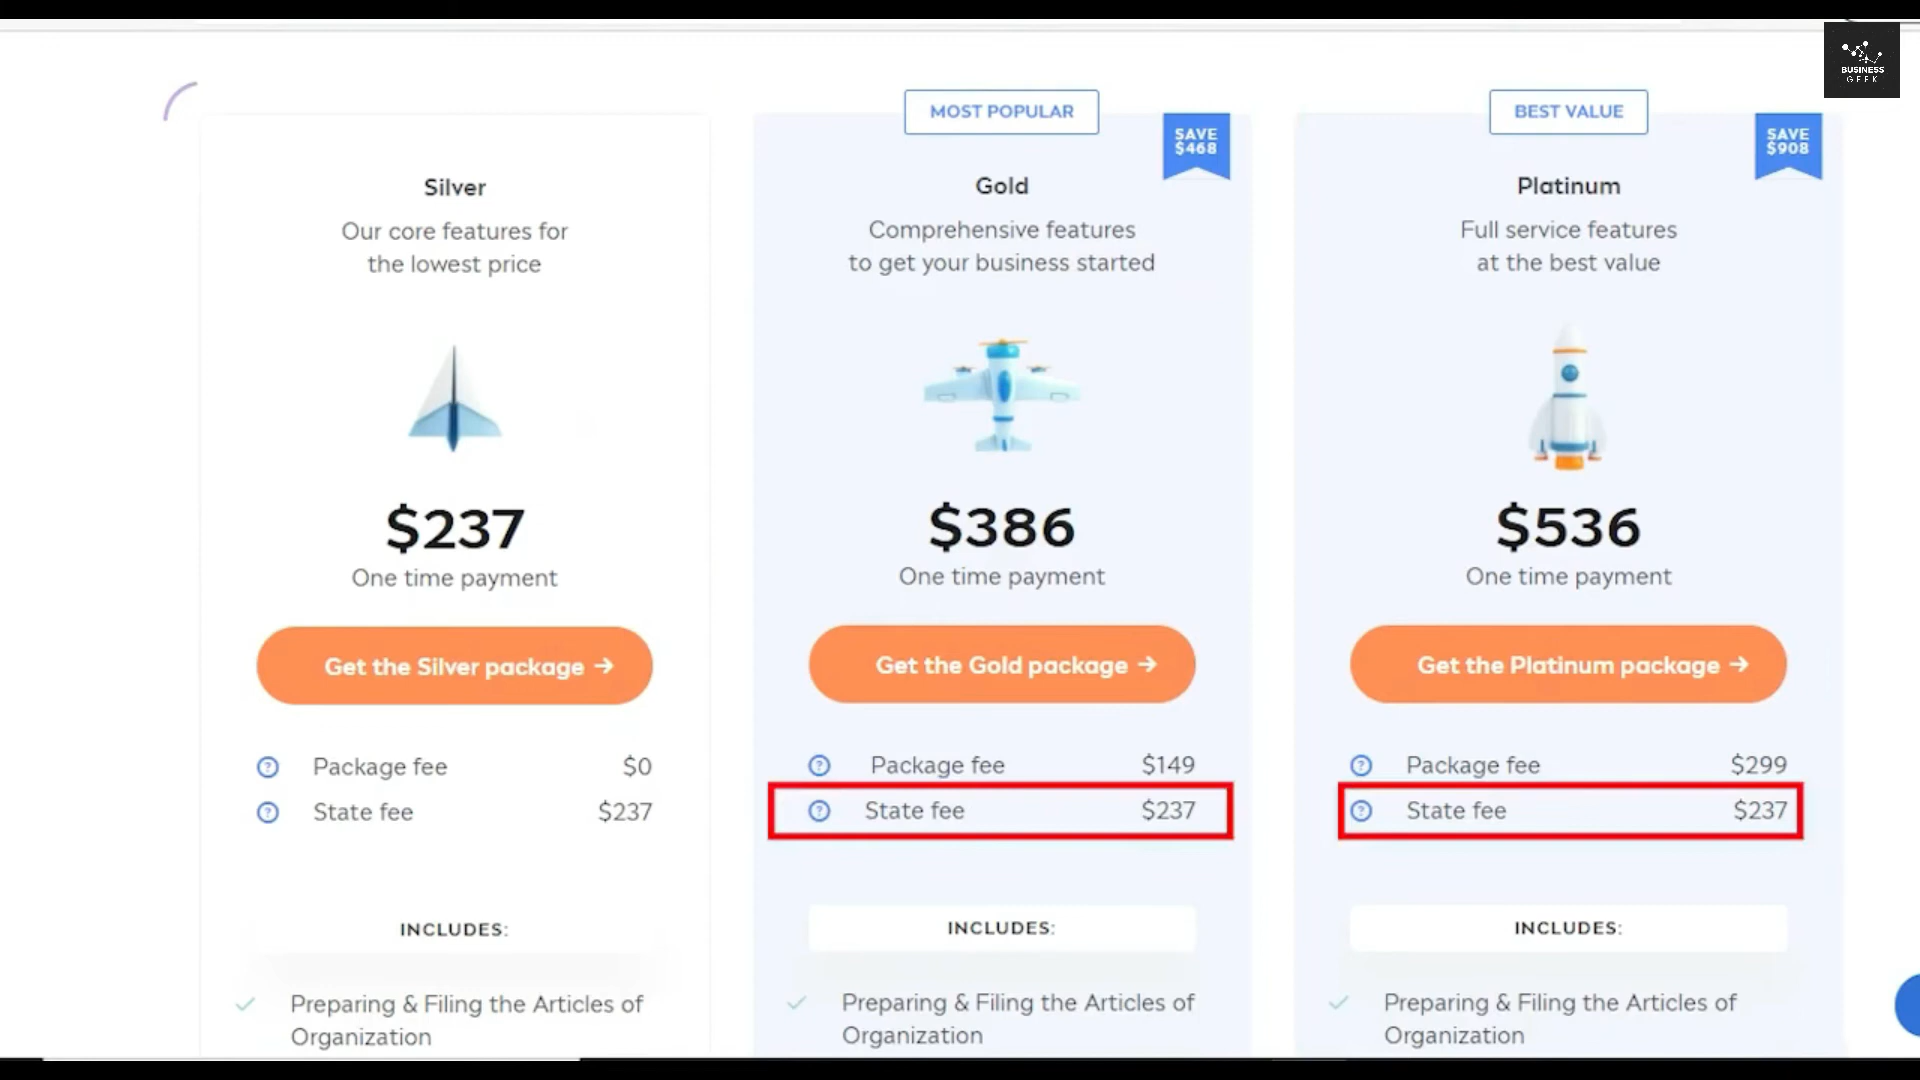 BUSINESS
GEEK
Silver
Our core features for
the lowest price
$237
One time payment
Get the Silver package →
Package fee $0
State fee $237
INCLUDES:
Preparing & Filing the Articles of
Organization
MOST POPULAR
SAVE
$468
Gold
Comprehensive features
to get your business started
$386
One time payment
Get the Gold package →
Package fee $149
State fee $237
INCLUDES:
Preparing & Filing the Articles of
Organization
BEST VALUE
SAVE
$908
Platinum
Full service features
at the best value
$536
One time payment
Get the Platinum package →
Package fee $299
State fee $237
INCLUDES:
Preparing & Filing the Articles of
Organization